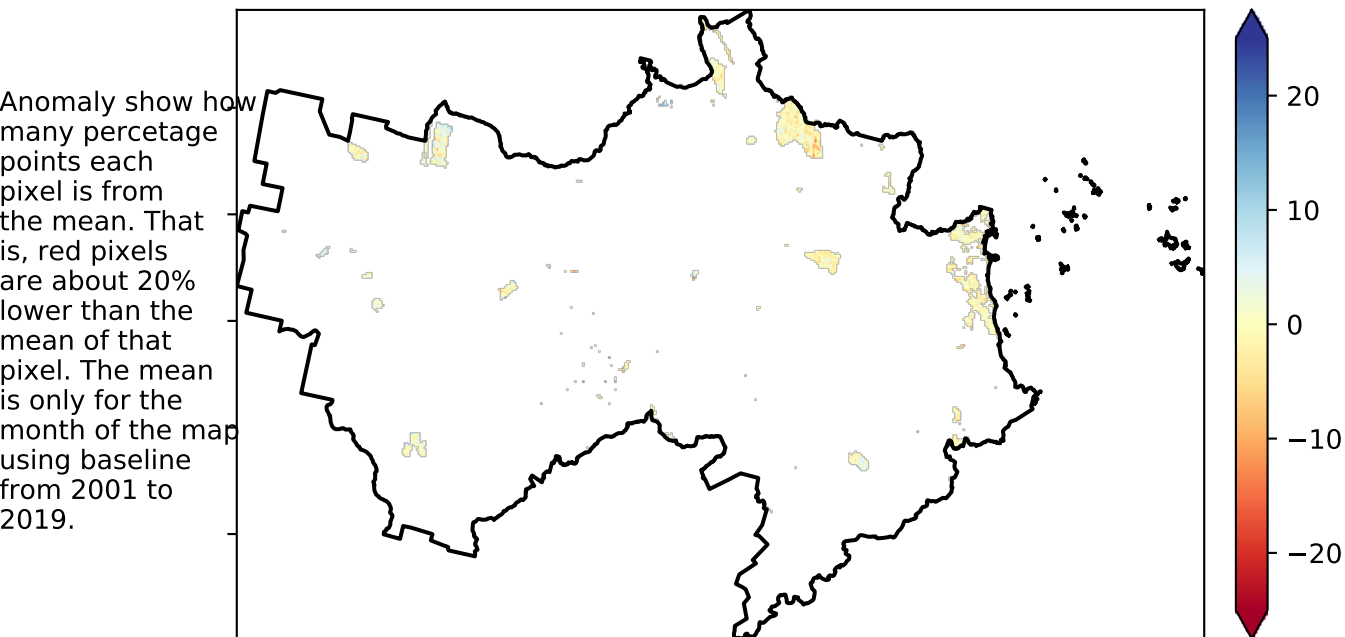 Anomaly show how
many percetage
points each
pixel is from
the mean. That
is, red pixels
are about 20%
lower than the
mean of that
pixel. The mean
is only for the
month of the map
using baseline
from 2001 to
2019.
20
10
0
−10
−20